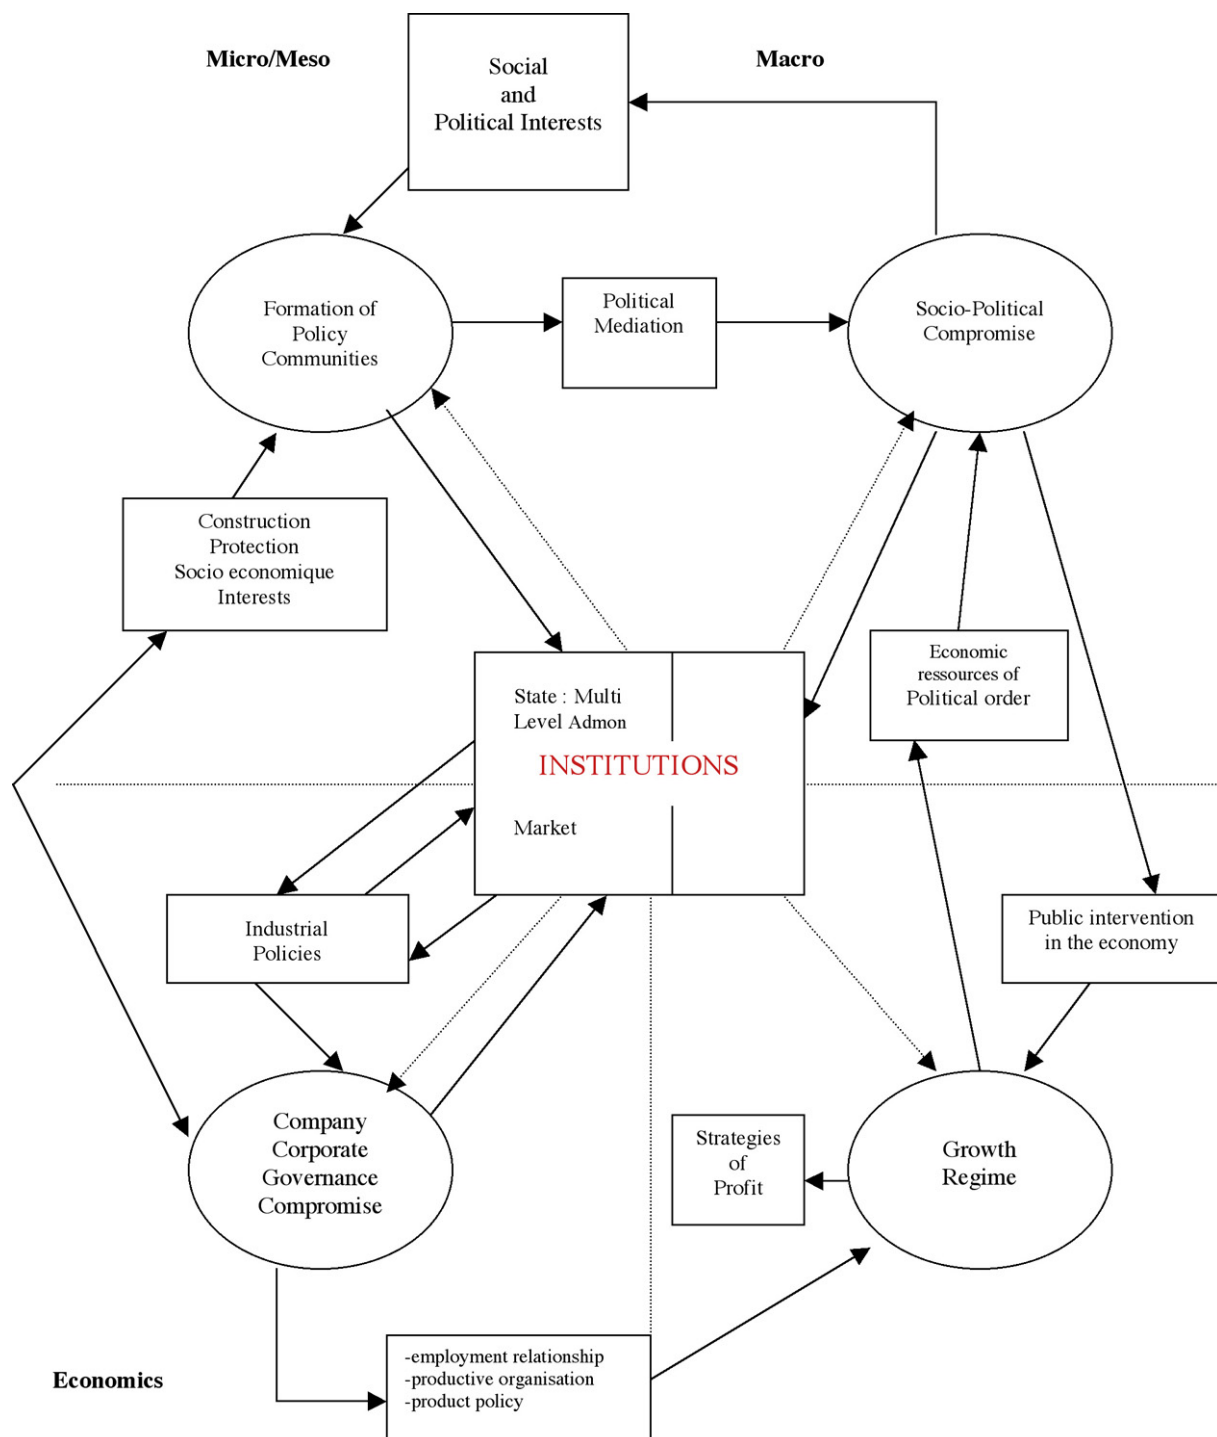 Micro/Meso
Macro
Social
and
Political Interests
Formation of
Policy
Communities
Political
Mediation
Socio-Political
Compromise
Construction
Protection
Socio economique
Interests
State : Multi
Level Admon
INSTITUTIONS
Market
Economic
ressources of
Political order
Industrial
Policies
Public intervention
in the economy
Company
Corporate
Governance
Compromise
Strategies
of
Profit
Growth
Regime
-employment relationship
-productive organisation
-product policy
Economics